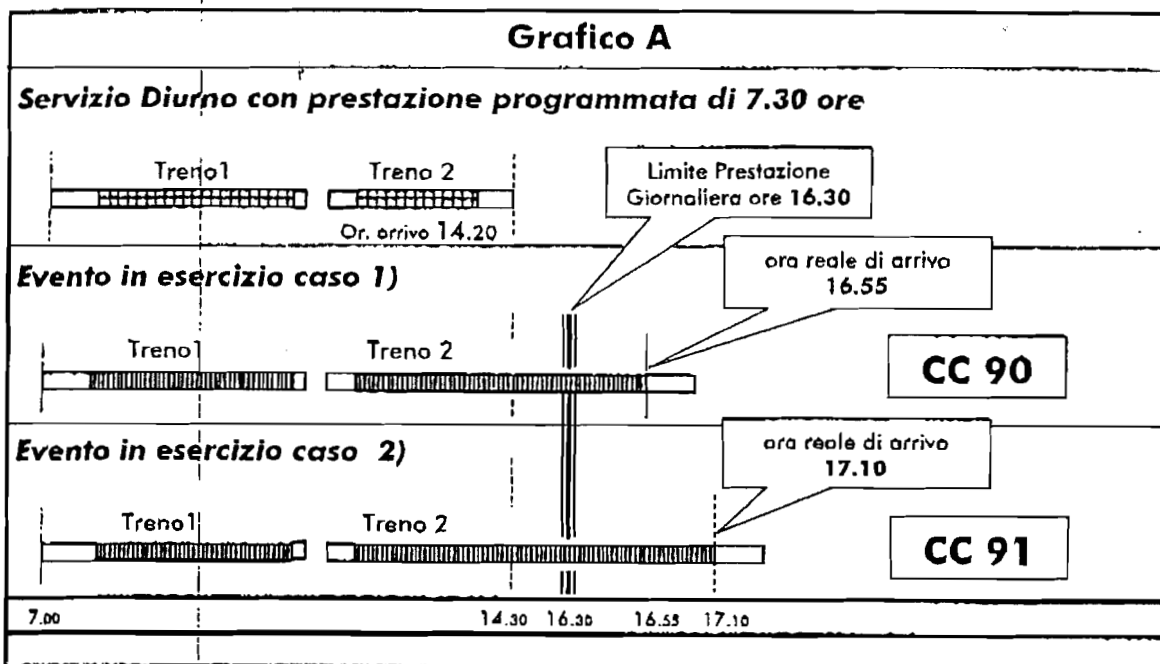 Grafico A
Servizio Diurno con prestazione programmata di 7.30 ore
Treno1
Treno 2
Or. arrivo 14.20
Limite Prestazione
Giornaliera ore 16.30
Evento in esercizio caso 1)
ora reale di arrivo
16.55
Treno1
Treno 2
CC 90
Evento in esercizio caso 2)
ora reale di arrivo
17.10
Treno1
Treno 2
CC 91
7.00 14.30 16.30 16.55 17.10